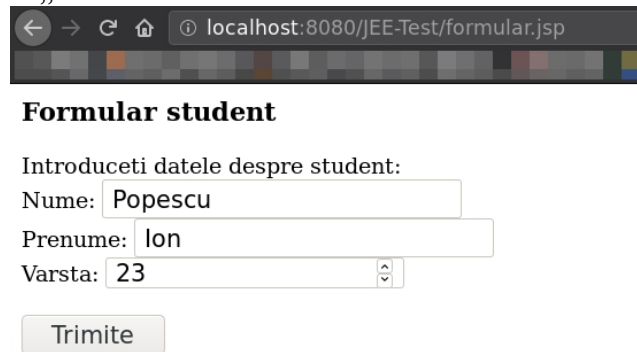 localhost:8080/JEE-Test/formular.jsp
Formular student
Introduceti datele despre student:
Nume: Popescu
Prenume: Ion
Varsta: 23
Trimite